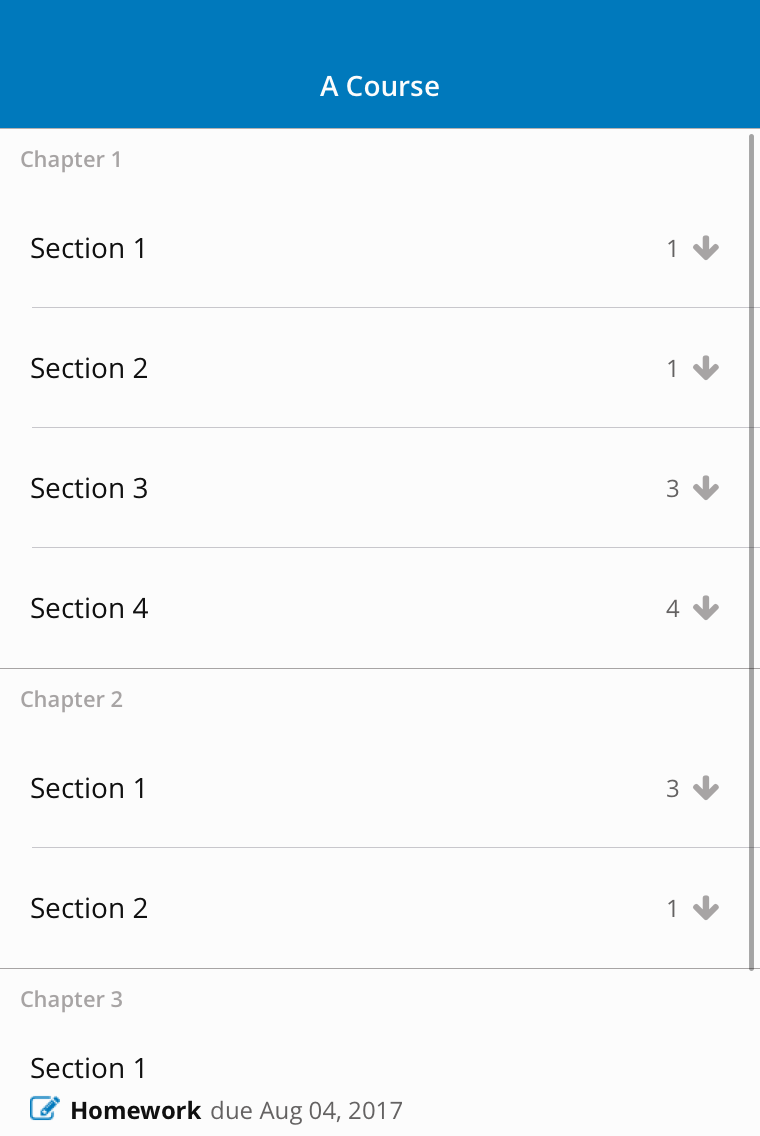 A Course
Chapter 1
Section 1 1
Section 2 1
Section 3 3
Section 4 4
Chapter 2
Section 1 3
Section 2 1
Chapter 3
Section 1
Homework due Aug 04, 2017